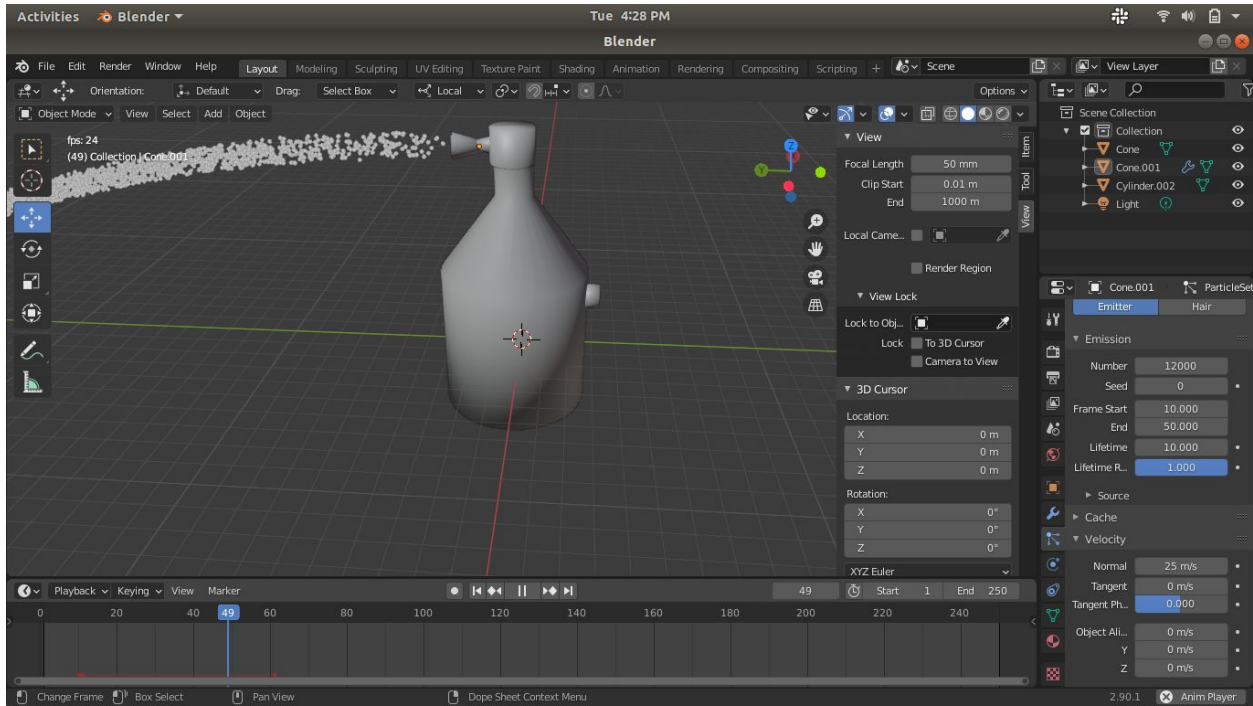 Activities Blender Tue 4:28 PM
Blender
File Edit Render Window Help Layout Modeling Sculpting UV Editing Texture Paint Shading Animation Rendering Compositing Scripting + Scene View Layer
Orientation: Default Drag: Select Box Local Options
Object Mode View Select Add Object
fps: 24
(49) Collection | Cone.001
Z
Y
View
Focal Length 50 mm
Clip Start 0.01 m
End 1000 m
Local Came...
Render Region
View Lock
Lock to Obj...
Lock To 3D Cursor
Camera to View
3D Cursor
Location:
X 0 m
Y 0 m
Z 0 m
Rotation:
X 0°
Y 0°
Z 0°
XYZ Euler
Item
Tool
View
Scene Collection
Collection
Cone
Cone.001
Cylinder.002
Light
Cone.001 ParticleSet
Emitter Hair
Emission
Number 12000
Seed 0
Frame Start 10.000
End 50.000
Lifetime 10.000
Lifetime R... 1.000
Source
Cache
Velocity
Normal 25 m/s
Tangent 0 m/s
Tangent Ph... 0.000
Object Ali... 0 m/s
Y 0 m/s
Z 0 m/s
Playback Keying View Marker 49 Start 1 End 250
0 20 40 49 60 80 100 120 140 160 180 200 220 240
Change Frame Box Select Pan View Dope Sheet Context Menu 2.90.1 Anim Player